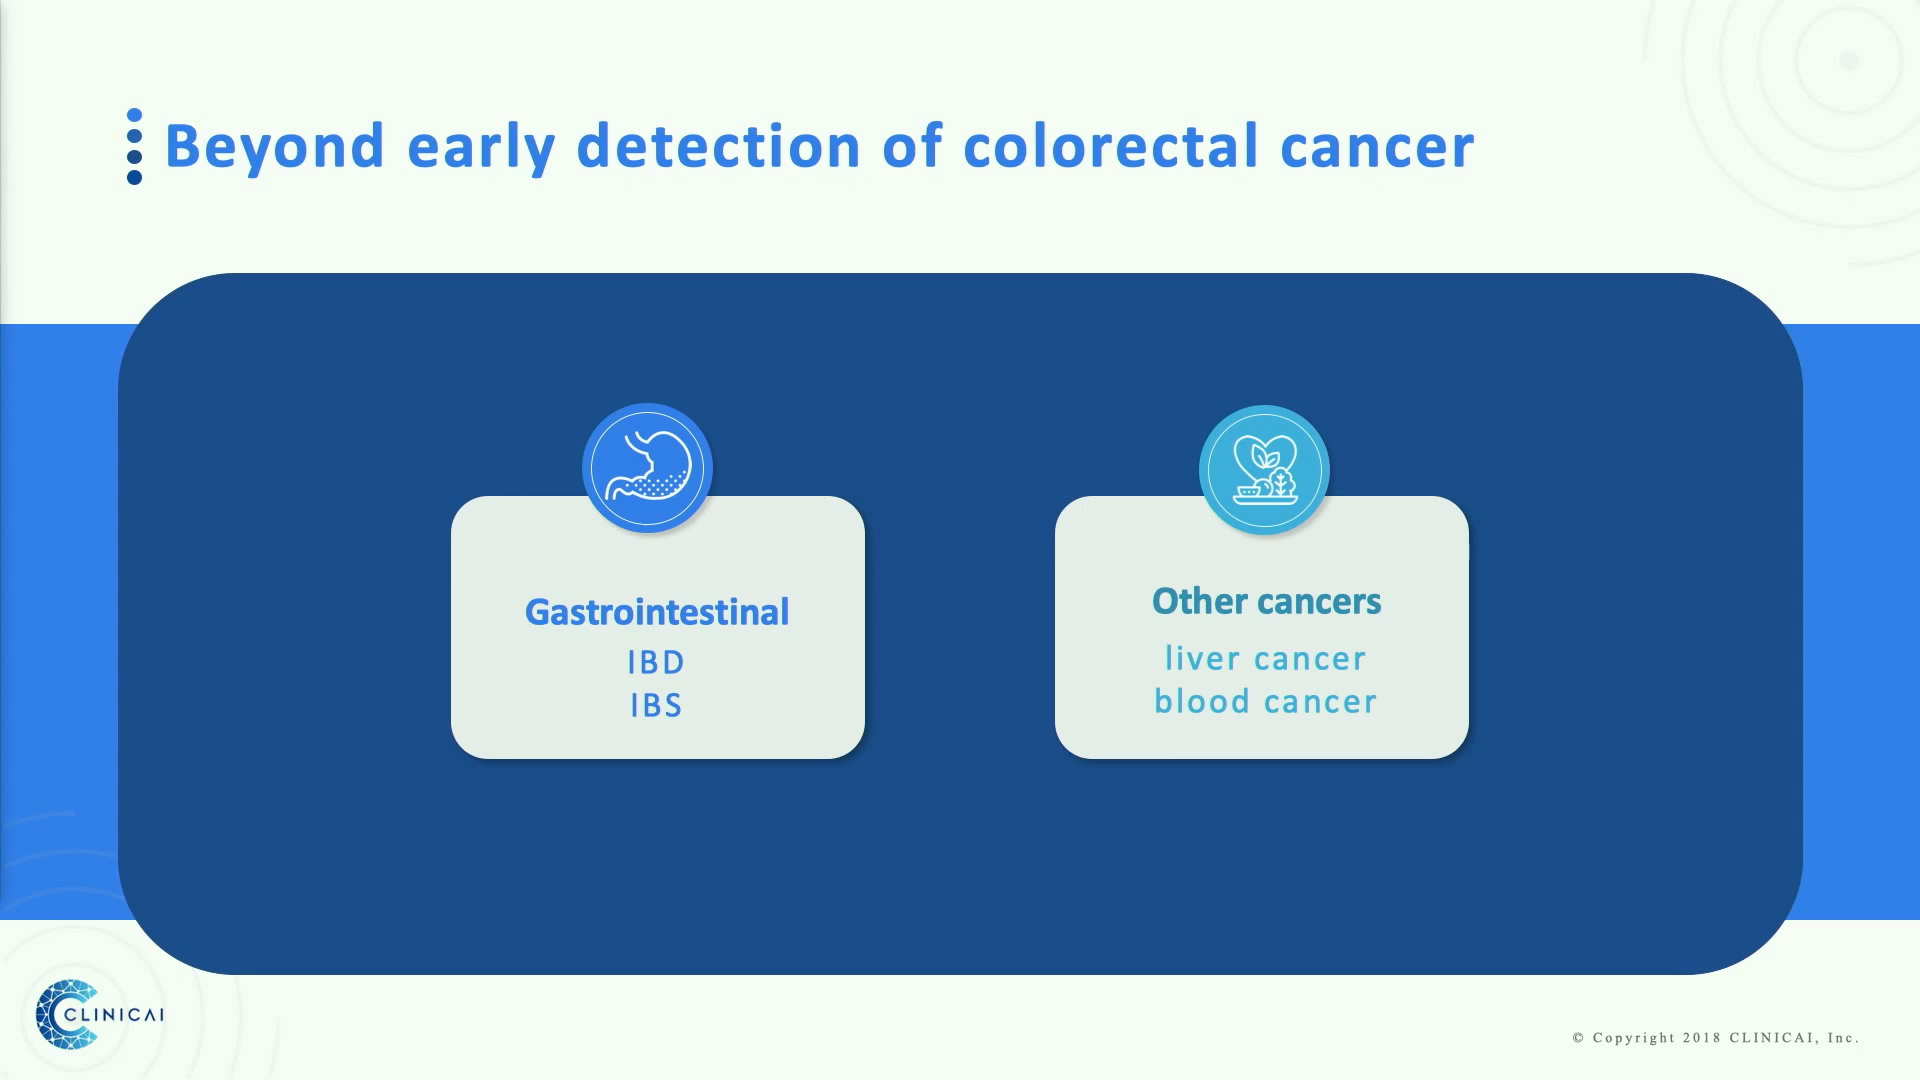 Beyond early detection of colorectal cancer
Gastrointestinal
IBD
IBS
Other cancers
liver cancer
blood cancer
CLINICAI
© Copyright 2018 CLINICAI, Inc.